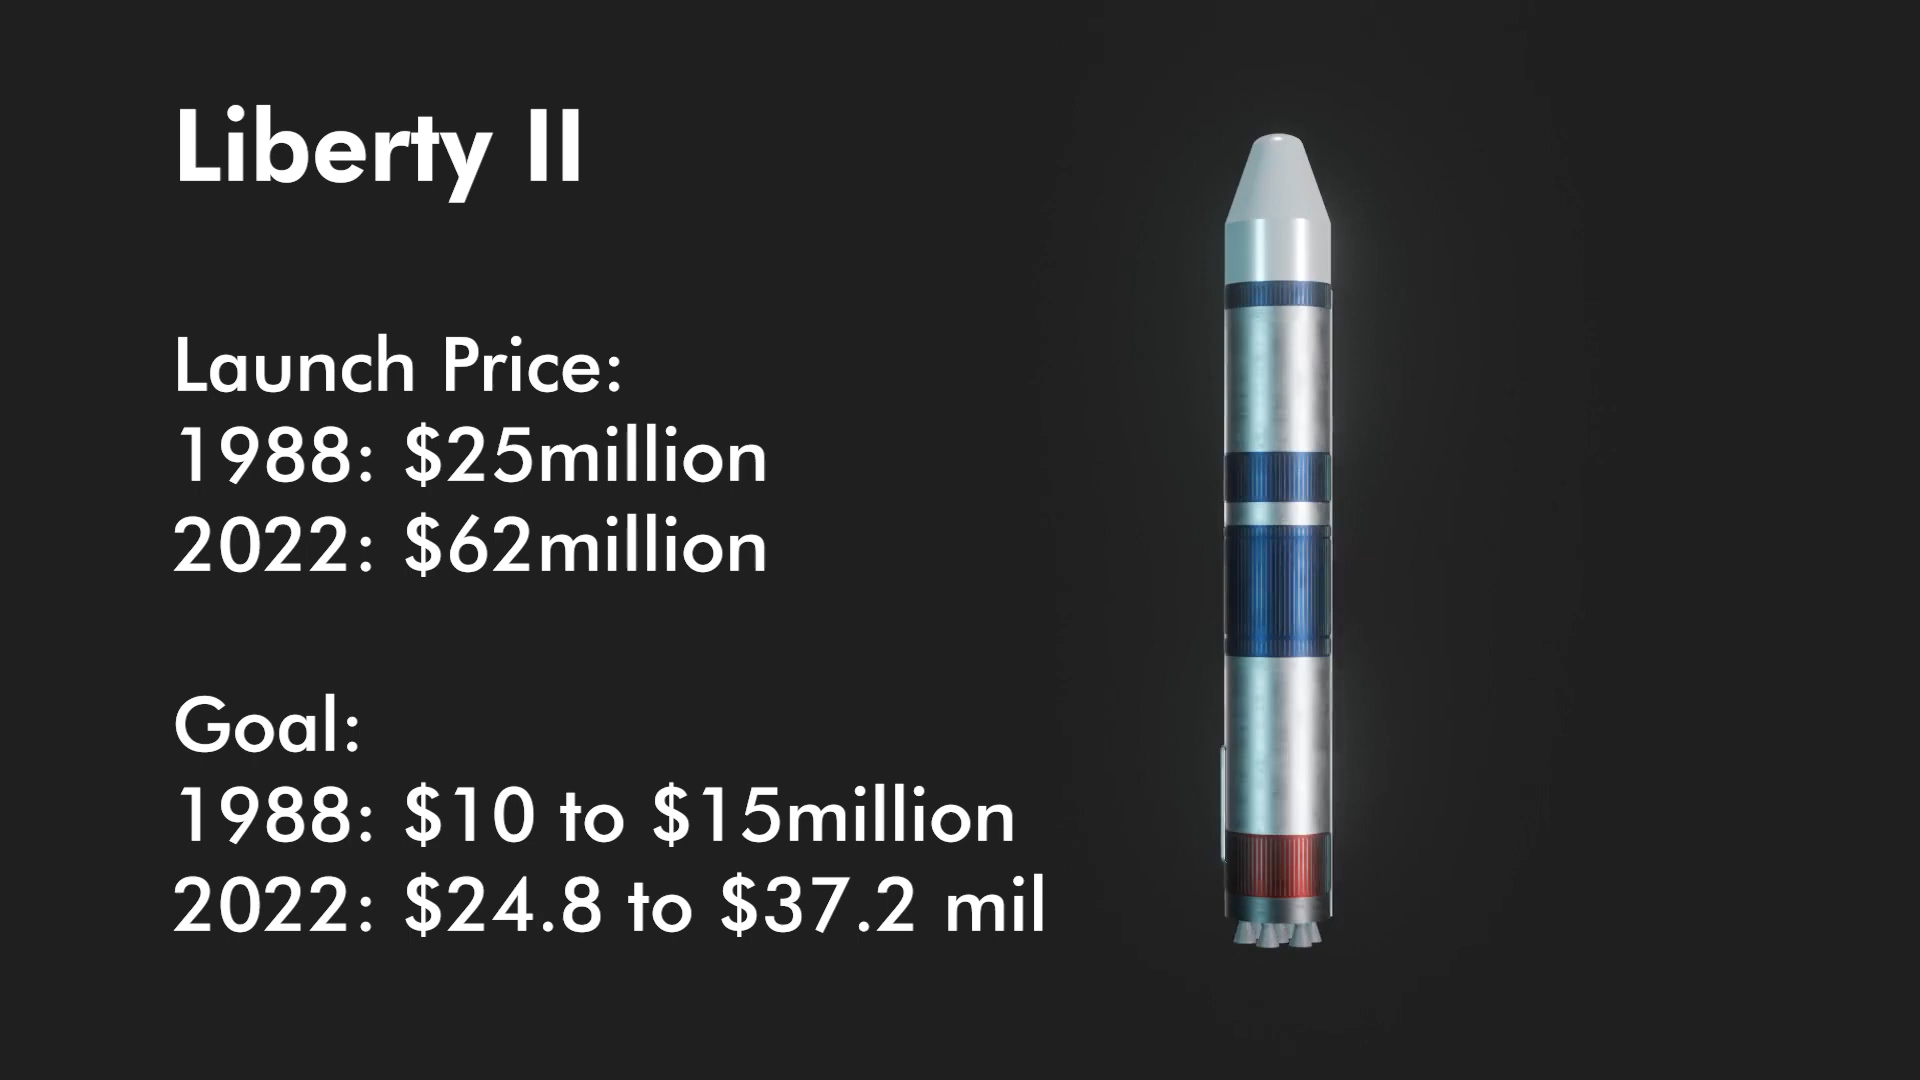 Liberty II
Launch Price:
1988: $25million
2022: $62million
Goal:
1988: $10 to $15million
2022: $24.8 to $37.2 mil